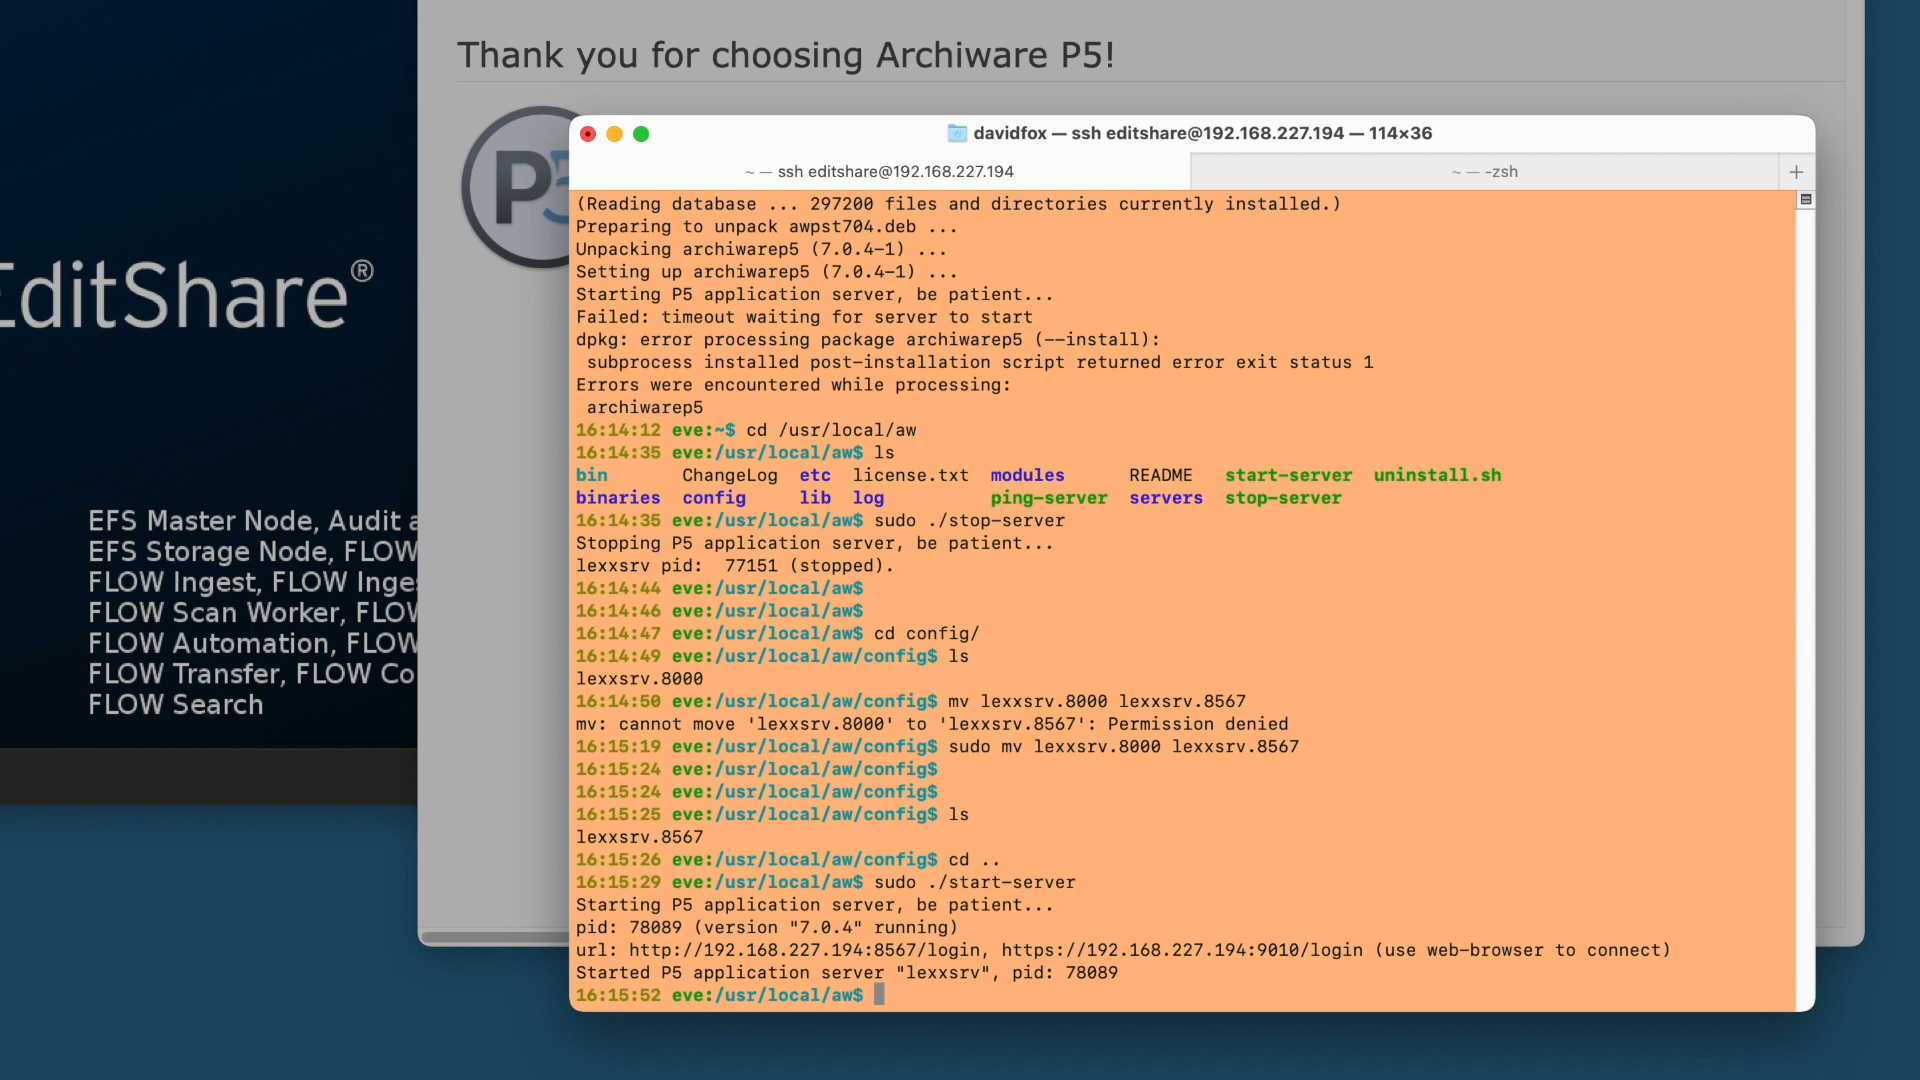 Thank you for choosing Archiware P5!
P5
EditShare®
EFS Master Node, Audit
EFS Storage Node, FLOW
FLOW Ingest, FLOW
FLOW Scan Worker,
FLOW Automation, FLOW
FLOW Transfer, FLOW
FLOW Search
davidfox — ssh editshare@192.168.227.194 — 114×36
~ — ssh editshare@192.168.227.194
~ — -zsh
+
(Reading database ... 297200 files and directories currently installed.)
Preparing to unpack awpst704.deb ...
Unpacking archiwarep5 (7.0.4-1) ...
Setting up archiwarep5 (7.0.4-1) ...
Starting P5 application server, be patient...
Failed: timeout waiting for server to start
dpkg: error processing package archiwarep5 (--install):
 subprocess installed post-installation script returned error exit status 1
Errors were encountered while processing:
 archiwarep5
16:14:12 eve:~$ cd /usr/local/aw
16:14:35 eve:/usr/local/aw$ ls
bin       ChangeLog  etc  license.txt  modules      README   start-server  uninstall.sh
binaries  config     lib  log          ping-server  servers  stop-server
16:14:35 eve:/usr/local/aw$ sudo ./stop-server
Stopping P5 application server, be patient...
lexxsrv pid:  77151 (stopped).
16:14:44 eve:/usr/local/aw$
16:14:46 eve:/usr/local/aw$
16:14:47 eve:/usr/local/aw$ cd config/
16:14:49 eve:/usr/local/aw/config$ ls
lexxsrv.8000
16:14:50 eve:/usr/local/aw/config$ mv lexxsrv.8000 lexxsrv.8567
mv: cannot move 'lexxsrv.8000' to 'lexxsrv.8567': Permission denied
16:15:19 eve:/usr/local/aw/config$ sudo mv lexxsrv.8000 lexxsrv.8567
16:15:24 eve:/usr/local/aw/config$
16:15:24 eve:/usr/local/aw/config$
16:15:25 eve:/usr/local/aw/config$ ls
lexxsrv.8567
16:15:26 eve:/usr/local/aw/config$ cd ..
16:15:29 eve:/usr/local/aw$ sudo ./start-server
Starting P5 application server, be patient...
pid: 78089 (version "7.0.4" running)
url: http://192.168.227.194:8567/login, https://192.168.227.194:9010/login (use web-browser to connect)
Started P5 application server "lexxsrv", pid: 78089
16:15:52 eve:/usr/local/aw$